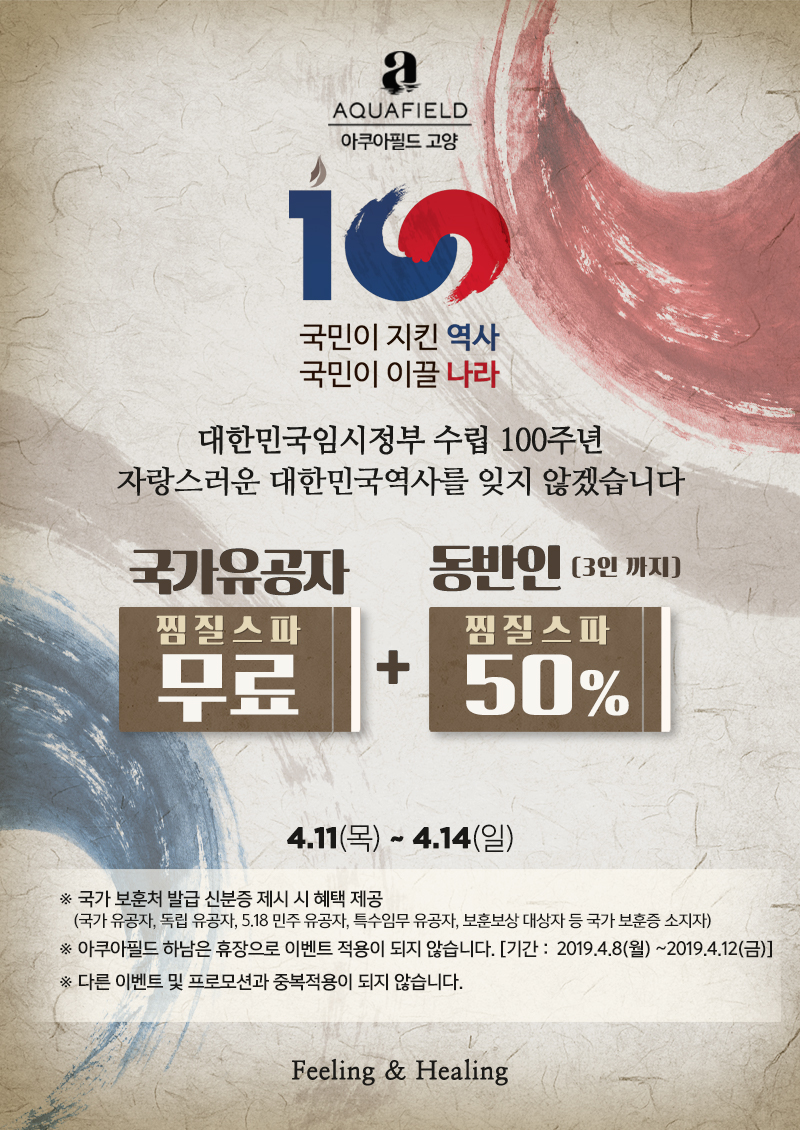 a
AQUAFIELD
아쿠아필드 고양
100
국민이 지킨 역사
국민이 이끌 나라
대한민국임시정부 수립 100주년
자랑스러운 대한민국역사를 잊지 않겠습니다
국가유공자
찜질스파
무료
+
동반인 (3인 까지)
찜질스파
50%
4.11(목) ~ 4.14(일)
※ 국가 보훈처 발급 신분증 제시 시 혜택 제공
(국가 유공자, 독립 유공자, 5.18 민주 유공자, 특수임무 유공자, 보훈보상 대상자 등 국가 보훈증 소지자)
※ 아쿠아필드 하남은 휴장으로 이벤트 적용이 되지 않습니다. [기간 : 2019.4.8(월) ~2019.4.12(금)]
※ 다른 이벤트 및 프로모션과 중복적용이 되지 않습니다.
Feeling & Healing